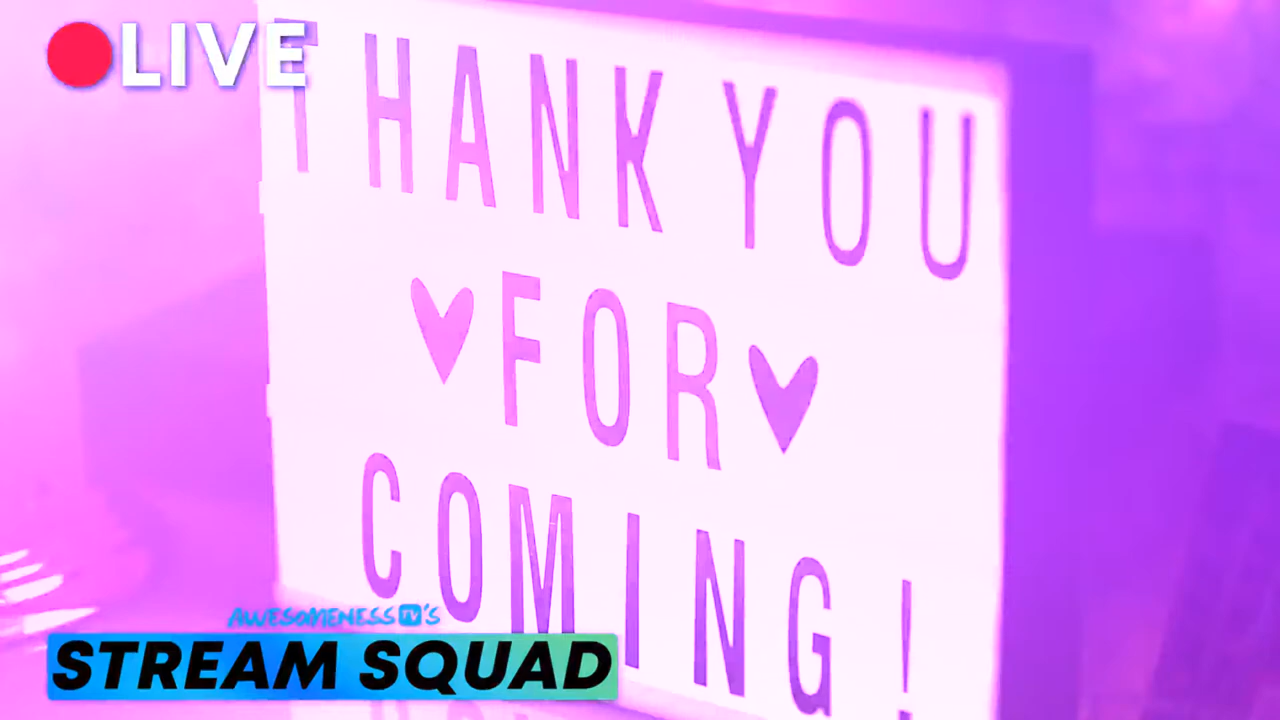 LIVE
THANK YOU
♥FOR♥
COMING!
AWESOMENESS TV'S
STREAM SQUAD